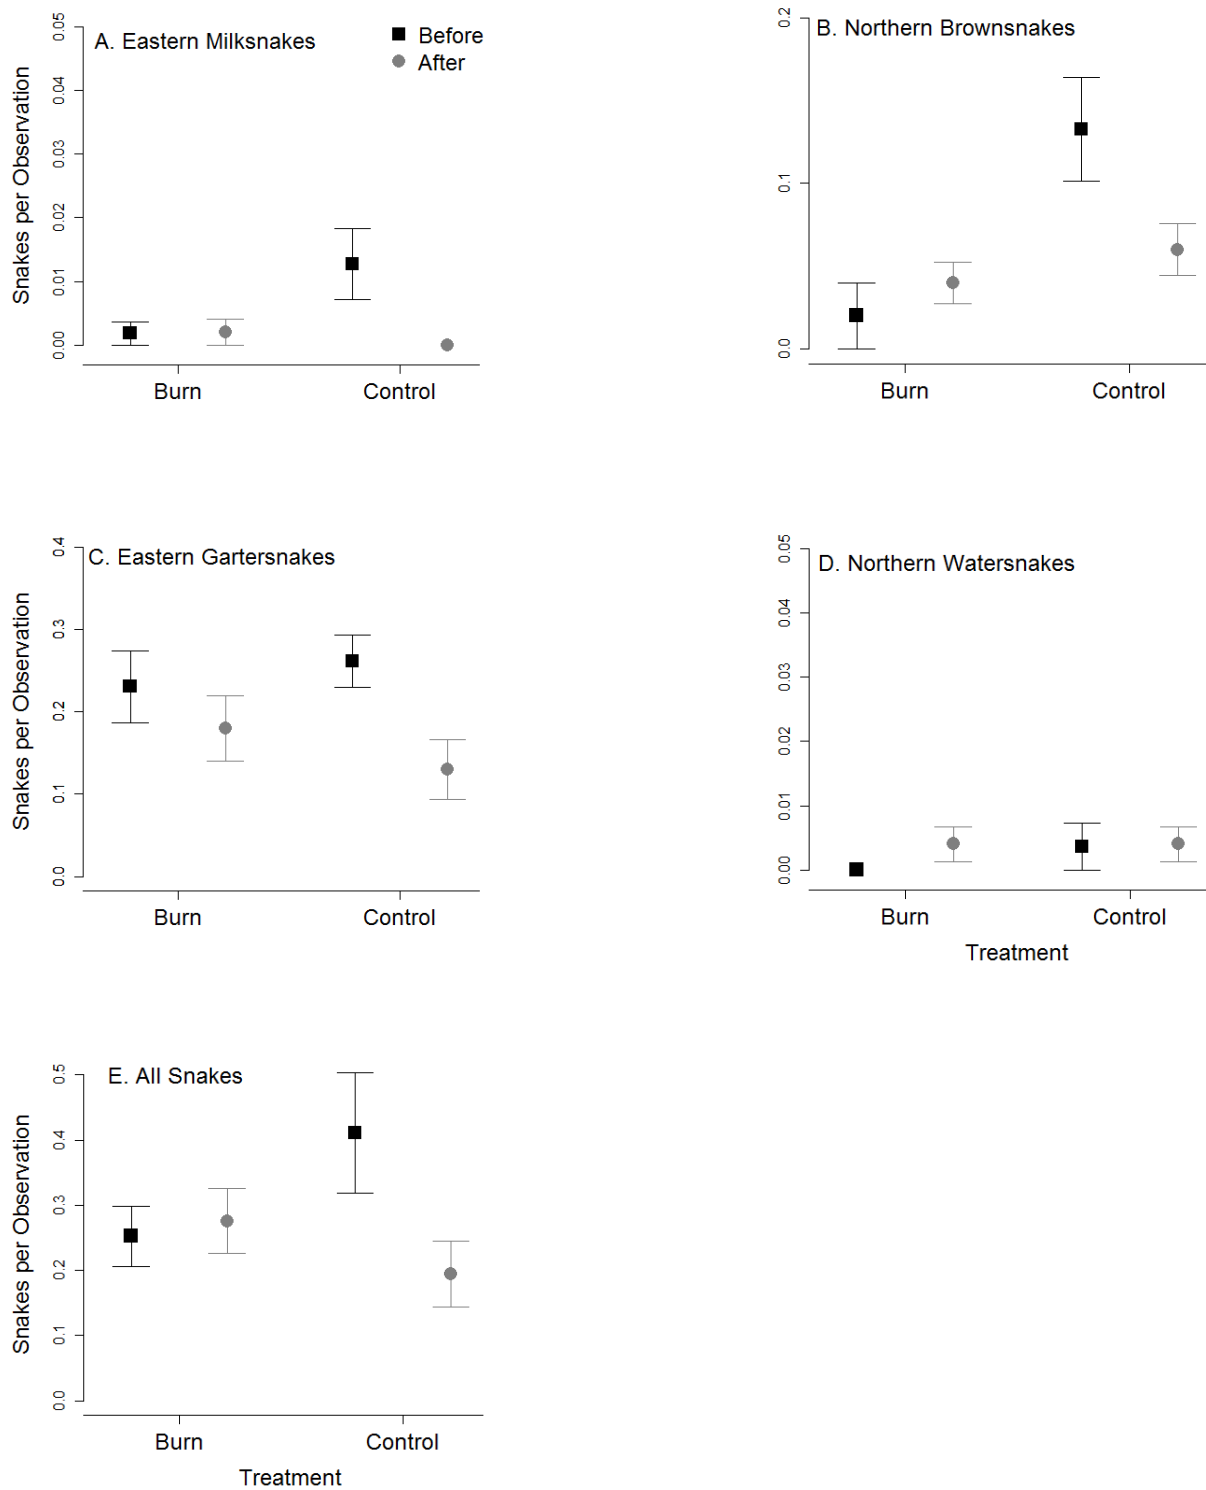 A. Eastern Milksnakes
Before
After
Snakes per Observation
0.05
0.04
0.03
0.02
0.01
0.00
Burn
Control
B. Northern Brownsnakes
0.2
0.1
0.0
Burn
Control
C. Eastern Gartersnakes
Snakes per Observation
0.4
0.3
0.2
0.1
0.0
Burn
Control
D. Northern Watersnakes
0.05
0.04
0.03
0.02
0.01
0.00
Burn
Control
Treatment
E. All Snakes
Snakes per Observation
0.5
0.4
0.3
0.2
0.1
0.0
Burn
Control
Treatment